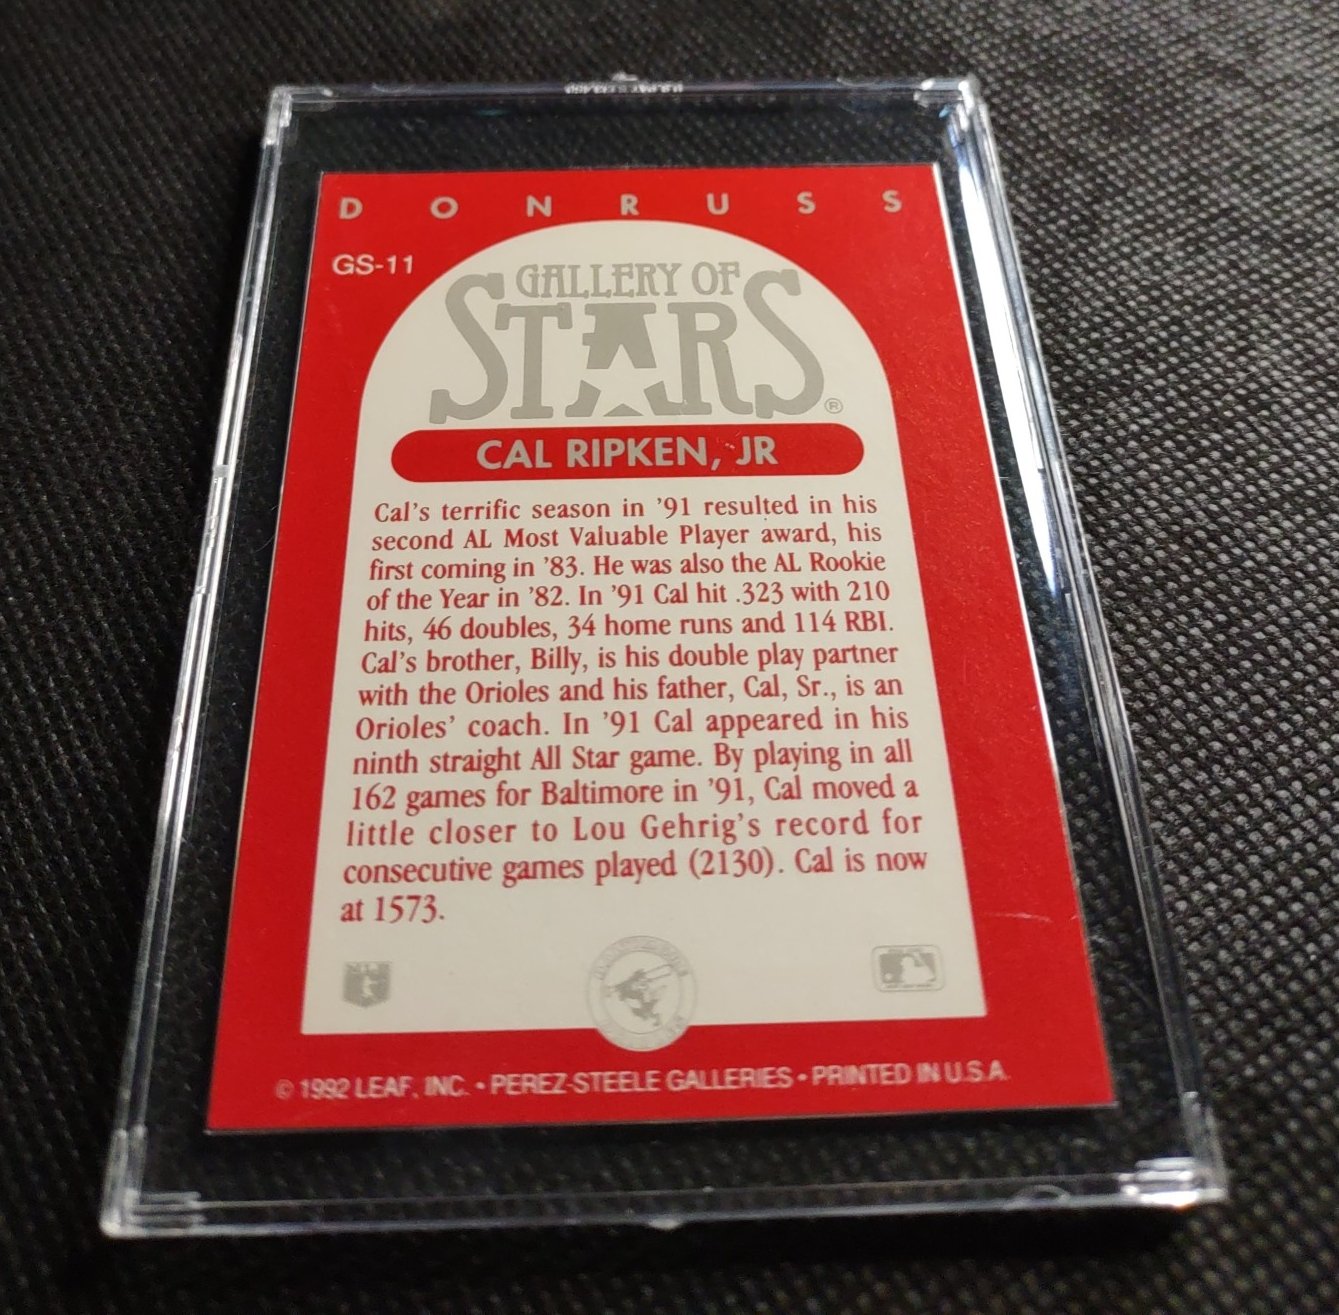 D O N R U S S
GS-11
GALLERY OF
STARS®
CAL RIPKEN, JR
Cal's terrific season in '91 resulted in his
second AL Most Valuable Player award, his
first coming in '83. He was also the AL Rookie
of the Year in '82. In '91 Cal hit .323 with 210
hits, 46 doubles, 34 home runs and 114 RBI.
Cal's brother, Billy, is his double play partner
with the Orioles and his father, Cal, Sr., is an
Orioles' coach. In '91 Cal appeared in his
ninth straight All Star game. By playing in all
162 games for Baltimore in '91, Cal moved a
little closer to Lou Gehrig's record for
consecutive games played (2130). Cal is now
at 1573.
© 1992 LEAF, INC. • PEREZ-STEELE GALLERIES • PRINTED IN U.S.A.